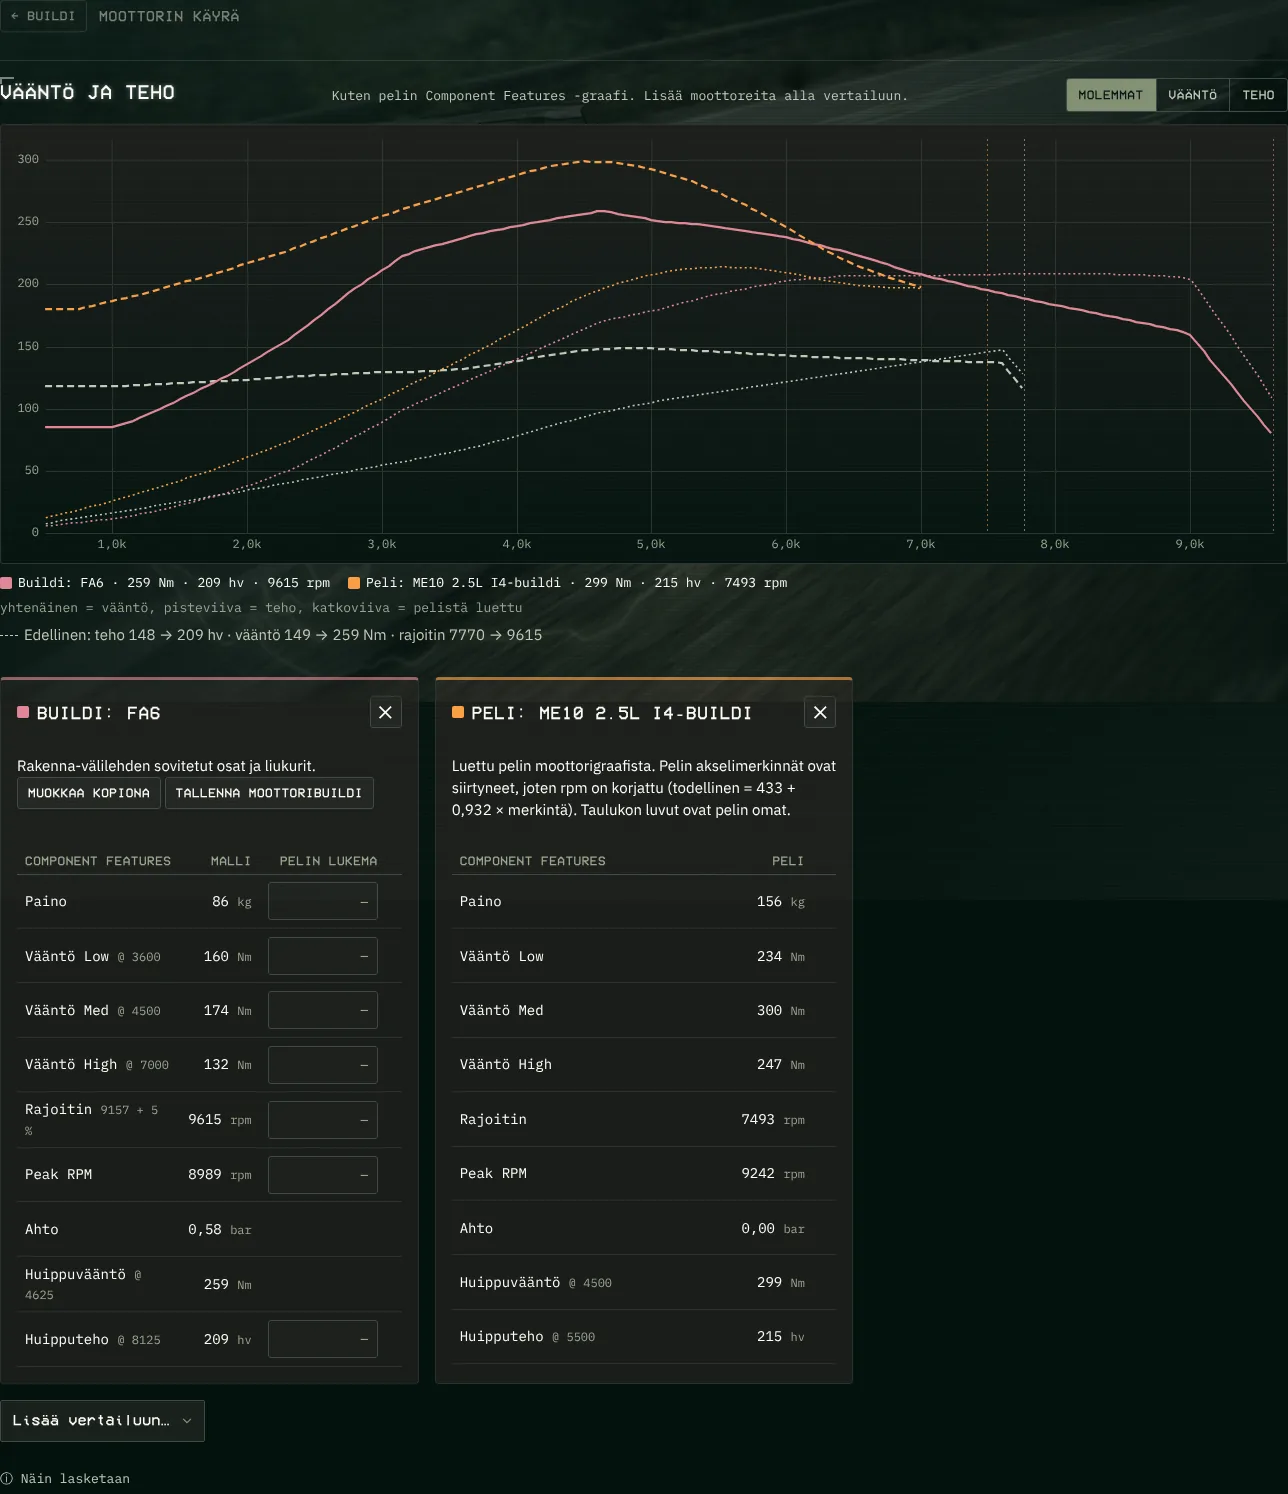 ← BUILDI MOOTTORIN KÄYRÄ
VÄÄNTÖ JA TEHO
Kuten pelin Component Features -graafi. Lisää moottoreita alla vertailuun.
MOLEMMAT VÄÄNTÖ TEHO
300
250
200
150
100
50
0
1,0k 2,0k 3,0k 4,0k 5,0k 6,0k 7,0k 8,0k 9,0k
Buildi: FA6 · 259 Nm · 209 hv · 9615 rpm Peli: ME10 2.5L I4-buildi · 299 Nm · 215 hv · 7493 rpm
yhtenäinen = vääntö, pisteviiva = teho, katkoviiva = pelistä luettu
Edellinen: teho 148 → 209 hv · vääntö 149 → 259 Nm · rajoitin 7770 → 9615
BUILDI: FA6
Rakenna-välilehden sovitetut osat ja liukurit.
MUOKKAA KOPIONA TALLENNA MOOTTORIBUILDI
COMPONENT FEATURES MALLI PELIN LUKEMA
Paino 86 kg –
Vääntö Low @ 3600 160 Nm –
Vääntö Med @ 4500 174 Nm –
Vääntö High @ 7000 132 Nm –
Rajoitin 9157 + 5
% 9615 rpm –
Peak RPM 8989 rpm –
Ahto 0,58 bar
Huippuvääntö @
4625 259 Nm
Huipputeho @ 8125 209 hv –
PELI: ME10 2.5L I4-BUILDI
Luettu pelin moottorigraafista. Pelin akselimerkinnät ovat
siirtyneet, joten rpm on korjattu (todellinen = 433 +
0,932 × merkintä). Taulukon luvut ovat pelin omat.
COMPONENT FEATURES PELI
Paino 156 kg
Vääntö Low 234 Nm
Vääntö Med 300 Nm
Vääntö High 247 Nm
Rajoitin 7493 rpm
Peak RPM 9242 rpm
Ahto 0,00 bar
Huippuvääntö @ 4500 299 Nm
Huipputeho @ 5500 215 hv
Lisää vertailuun…
ⓘ Näin lasketaan